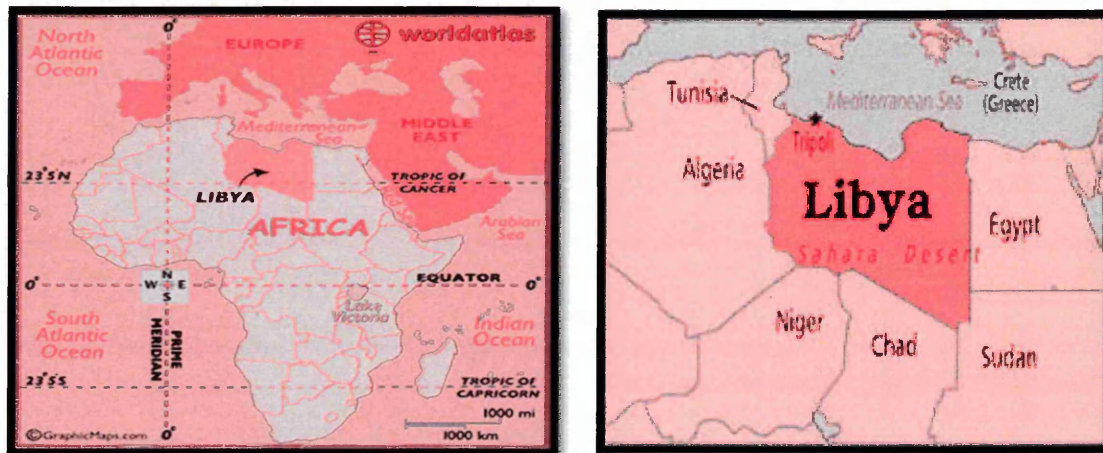 North
Atlantic
Ocean
0°
EUROPE
worldatlas
Mediterranean
Sea
MIDDLE
EAST
23°5N
TROPIC OF
CANCER
LIBYA
AFRICA
Arabian
Sea
EQUATOR
0°
0°
N
W E
S
Lake
Victoria
South
Atlantic
Ocean
PRIME
MERIDIAN
Indian
Ocean
23°5S
TROPIC OF
CAPRICORN
1000 mi
1000 km
©GraphicMaps.com
0°
Tunisia
Mediterranean Sea
Crete
(Greece)
Tripoli
Algeria
Libya
Egypt
Sahara Desert
Niger
Chad
Sudan